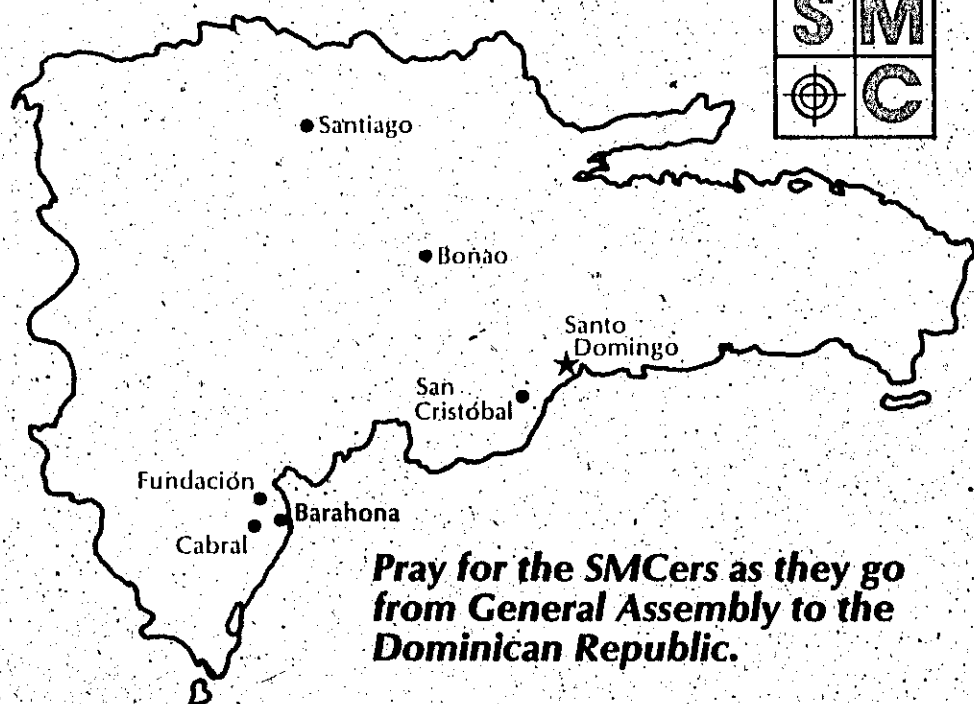 S M
C
Santiago
Bonao
Santo
Domingo
San
Cristóbal
Fundación
Barahona
Cabral
Pray for the SMCers as they go
from General Assembly to the
Dominican Republic.